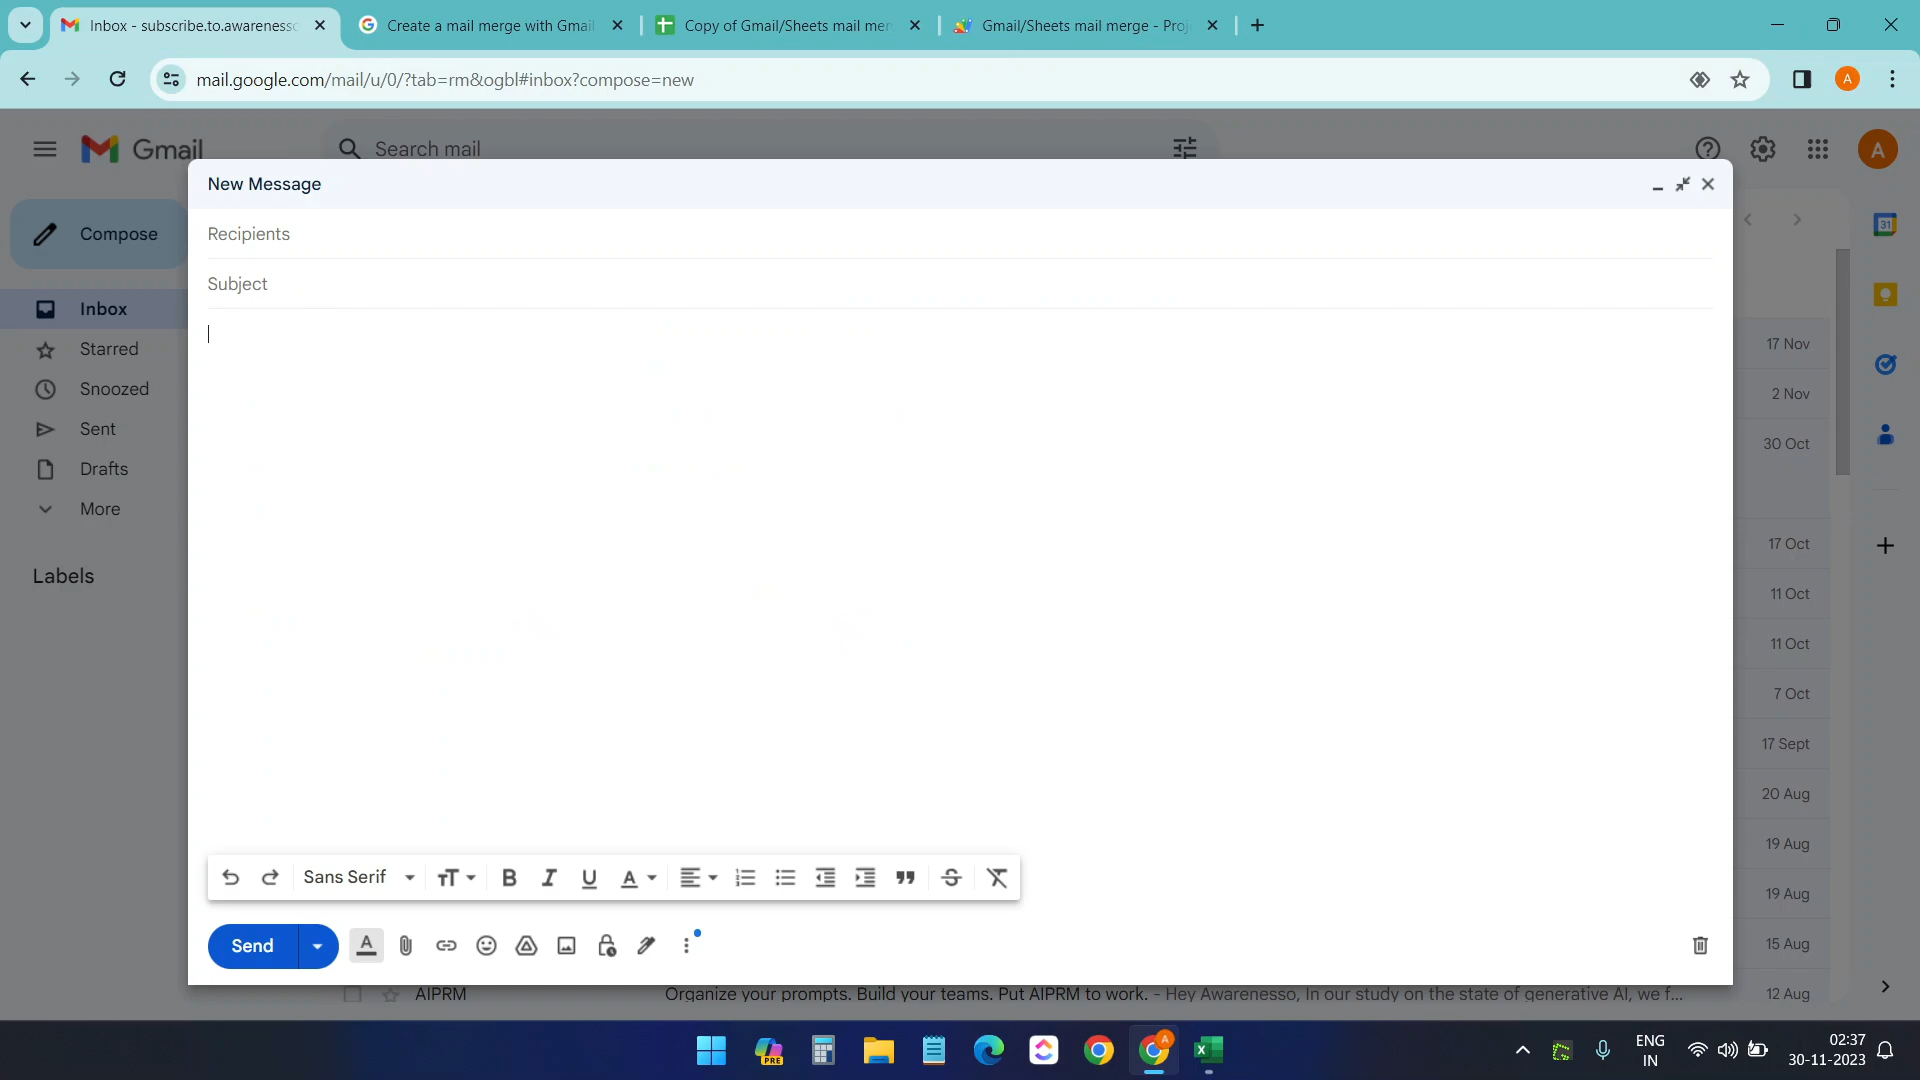 Inbox - subscribe.to.awarenessc
Create a mail merge with Gmail
Copy of Gmail/Sheets mail mer
Gmail/Sheets mail merge - Proj
mail.google.com/mail/u/0/?tab=rm&ogbl#inbox?compose=new
A
Gmail
Search mail
A
New Message
Compose
Recipients
31
Subject
Inbox
Starred
17 Nov
Snoozed
2 Nov
Sent
30 Oct
Drafts
More
17 Oct
Labels
11 Oct
11 Oct
7 Oct
17 Sept
20 Aug
19 Aug
Sans Serif
19 Aug
Send
15 Aug
AIPRM
Organize your prompts. Build your teams. Put AIPRM to work. - Hey Awarenesso, In our study on the state of generative AI, we f...
12 Aug
PRE
A
ENG
IN
02:37
30-11-2023